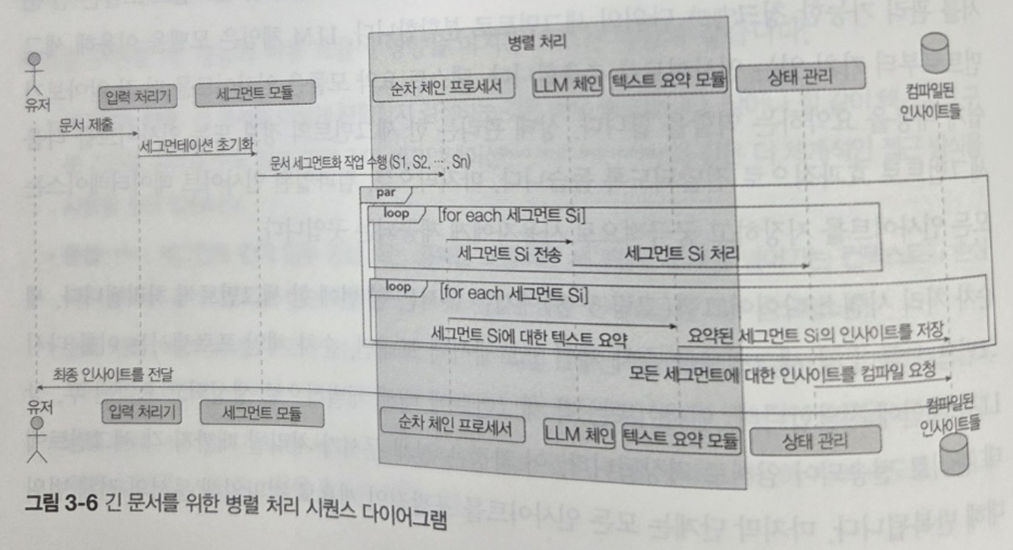 병렬 처리
유저
입력 처리기
세그먼트 모듈
순차 체인 프로세서
LLM 체인
텍스트 요약 모듈
상태 관리
컴파일된
인사이트들
문서 제출
세그먼테이션 초기화
문서 세그먼트화 작업 수행 (S1, S2, ···, Sn)
par
loop
[for each 세그먼트 Si]
세그먼트 Si 전송
세그먼트 Si 처리
loop
[for each 세그먼트 Si]
세그먼트 Si에 대한 텍스트 요약
요약된 세그먼트 Si의 인사이트를 저장
최종 인사이트를 전달
모든 세그먼트에 대한 인사이트를 컴파일 요청
유저
입력 처리기
세그먼트 모듈
순차 체인 프로세서
LLM 체인
텍스트 요약 모듈
상태 관리
컴파일된
인사이트들
그림 3-6 긴 문서를 위한 병렬 처리 시퀀스 다이어그램